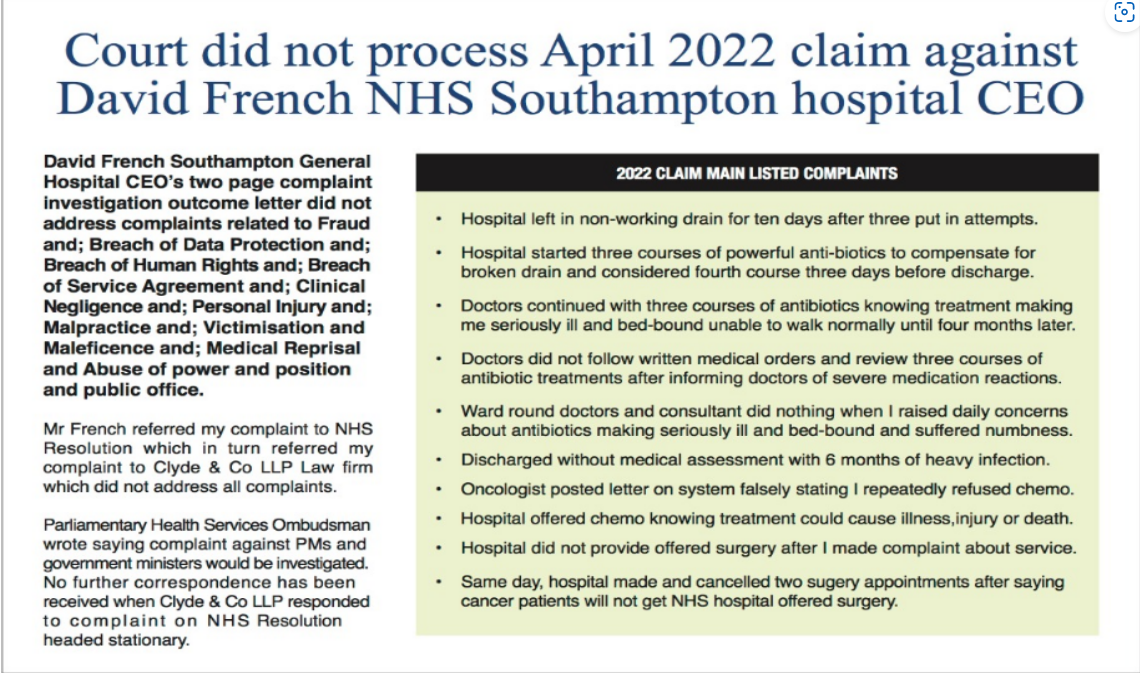 Court did not process April 2022 claim against
David French NHS Southampton hospital CEO
David French Southampton General
Hospital CEO's two page complaint
investigation outcome letter did not
address complaints related to Fraud
and; Breach of Data Protection and;
Breach of Human Rights and; Breach
of Service Agreement and; Clinical
Negligence and; Personal Injury and;
Malpractice and; Victimisation and
Maleficence and; Medical Reprisal
and Abuse of power and position
and public office.
Mr French referred my complaint to NHS
Resolution which in turn referred my
complaint to Clyde & Co LLP Law firm
which did not address all complaints.
Parliamentary Health Services Ombudsman
wrote saying complaint against PMs and
government ministers would be investigated.
No further correspondence has been
received when Clyde & Co LLP responded
to complaint on NHS Resolution
headed stationary.
2022 CLAIM MAIN LISTED COMPLAINTS
• Hospital left in non-working drain for ten days after three put in attempts.
• Hospital started three courses of powerful anti-biotics to compensate for
broken drain and considered fourth course three days before discharge.
• Doctors continued with three courses of antibiotics knowing treatment making
me seriously ill and bed-bound unable to walk normally until four months later.
• Doctors did not follow written medical orders and review three courses of
antibiotic treatments after informing doctors of severe medication reactions.
• Ward round doctors and consultant did nothing when I raised daily concerns
about antibiotics making seriously ill and bed-bound and suffered numbness.
• Discharged without medical assessment with 6 months of heavy infection.
• Oncologist posted letter on system falsely stating I repeatedly refused chemo.
• Hospital offered chemo knowing treatment could cause illness,injury or death.
• Hospital did not provide offered surgery after I made complaint about service.
• Same day, hospital made and cancelled two sugery appointments after saying
cancer patients will not get NHS hospital offered surgery.